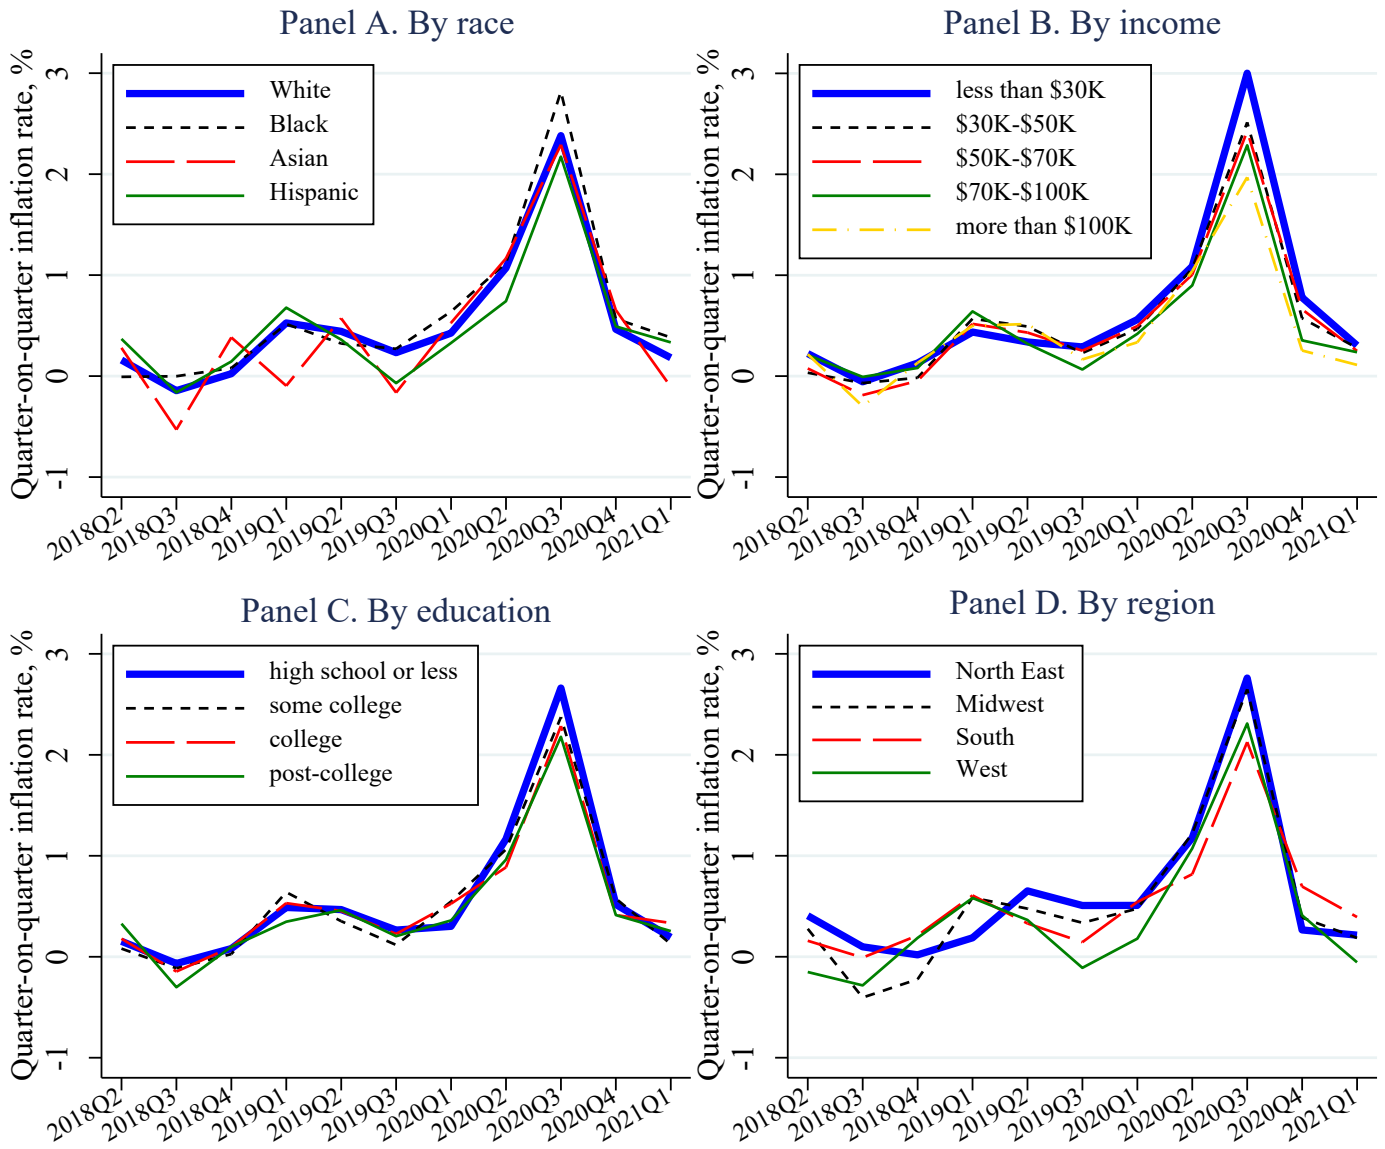 Panel A. By race
Quarter-on-quarter inflation rate, %
3
2
1
0
-1
White
Black
Asian
Hispanic
2018Q2
2018Q3
2018Q4
2019Q1
2019Q2
2019Q3
2020Q1
2020Q2
2020Q3
2020Q4
2021Q1
Panel B. By income
Quarter-on-quarter inflation rate, %
3
2
1
0
-1
less than $30K
$30K-$50K
$50K-$70K
$70K-$100K
more than $100K
2018Q2
2018Q3
2018Q4
2019Q1
2019Q2
2019Q3
2020Q1
2020Q2
2020Q3
2020Q4
2021Q1
Panel C. By education
Quarter-on-quarter inflation rate, %
3
2
1
0
-1
high school or less
some college
college
post-college
2018Q2
2018Q3
2018Q4
2019Q1
2019Q2
2019Q3
2020Q1
2020Q2
2020Q3
2020Q4
2021Q1
Panel D. By region
Quarter-on-quarter inflation rate, %
3
2
1
0
-1
North East
Midwest
South
West
2018Q2
2018Q3
2018Q4
2019Q1
2019Q2
2019Q3
2020Q1
2020Q2
2020Q3
2020Q4
2021Q1